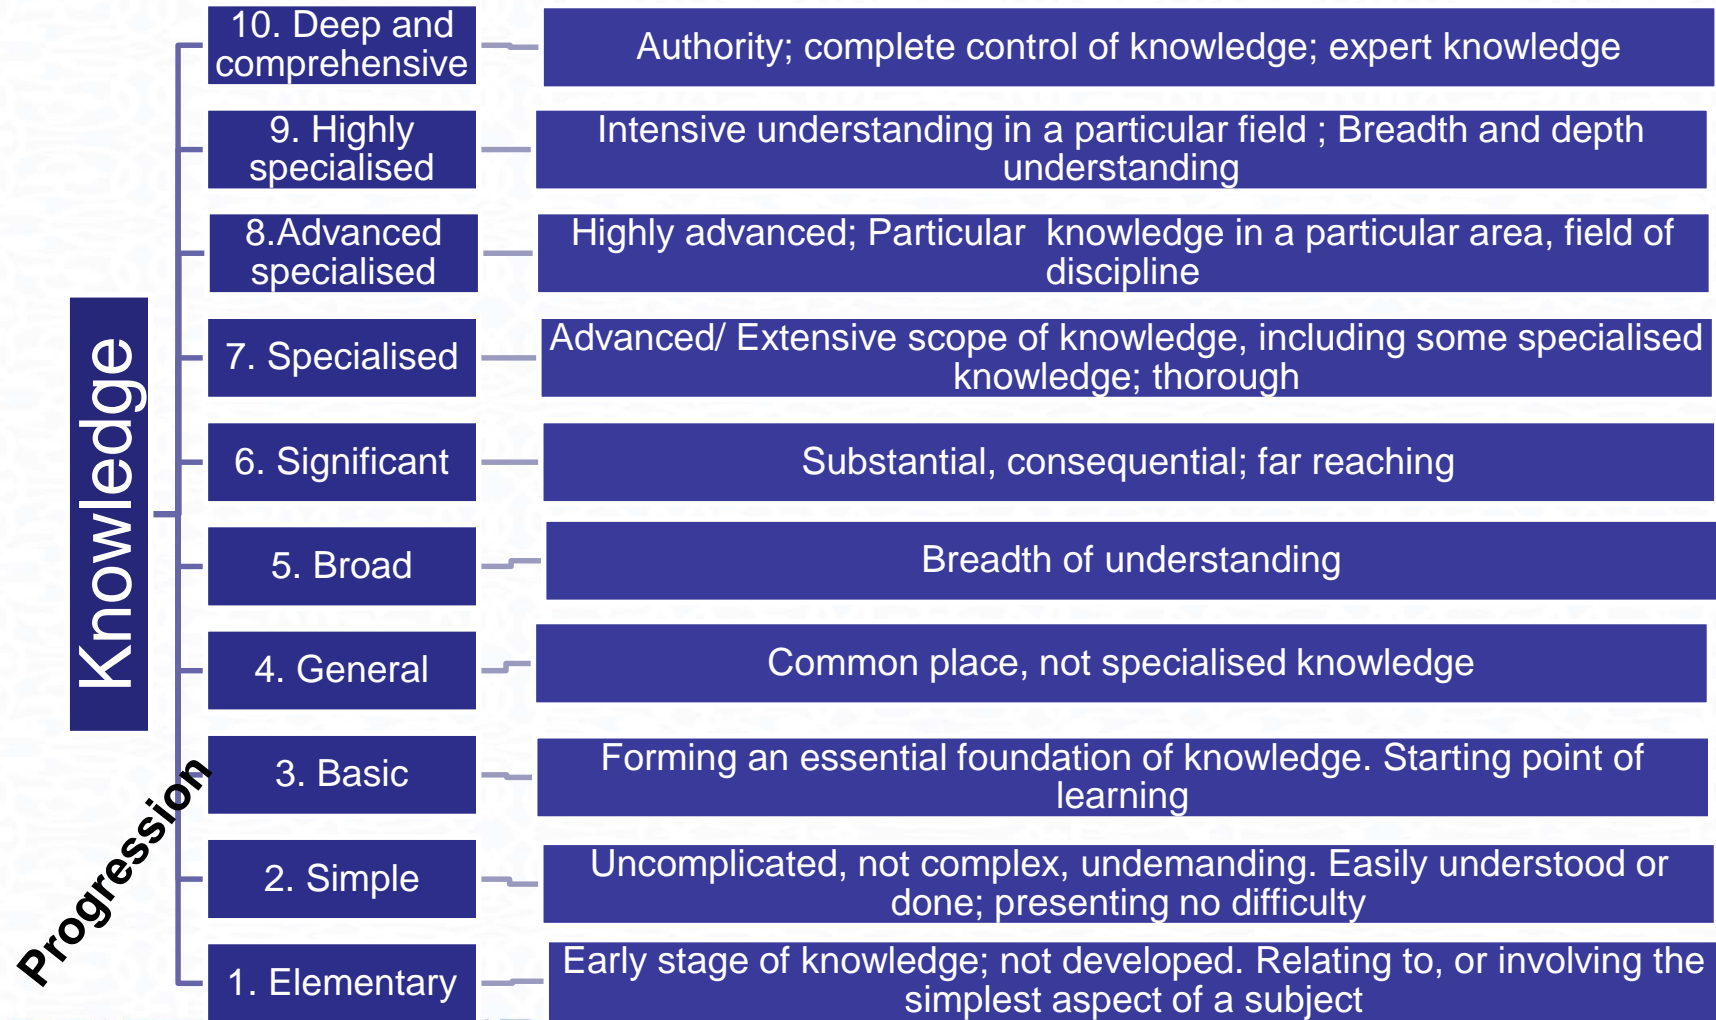 10. Deep and
comprehensive
Authority; complete control of knowledge; expert knowledge
9. Highly
specialised
Intensive understanding in a particular field ; Breadth and depth
understanding
8.Advanced
specialised
Highly advanced; Particular  knowledge in a particular area, field of
discipline
7. Specialised
Advanced/ Extensive scope of knowledge, including some specialised
knowledge; thorough
Knowledge
6. Significant
Substantial, consequential; far reaching
5. Broad
Breadth of understanding
4. General
Common place, not specialised knowledge
3. Basic
Forming an essential foundation of knowledge. Starting point of
learning
Progression
2. Simple
Uncomplicated, not complex, undemanding. Easily understood or
done; presenting no difficulty
1. Elementary
Early stage of knowledge; not developed. Relating to, or involving the
simplest aspect of a subject